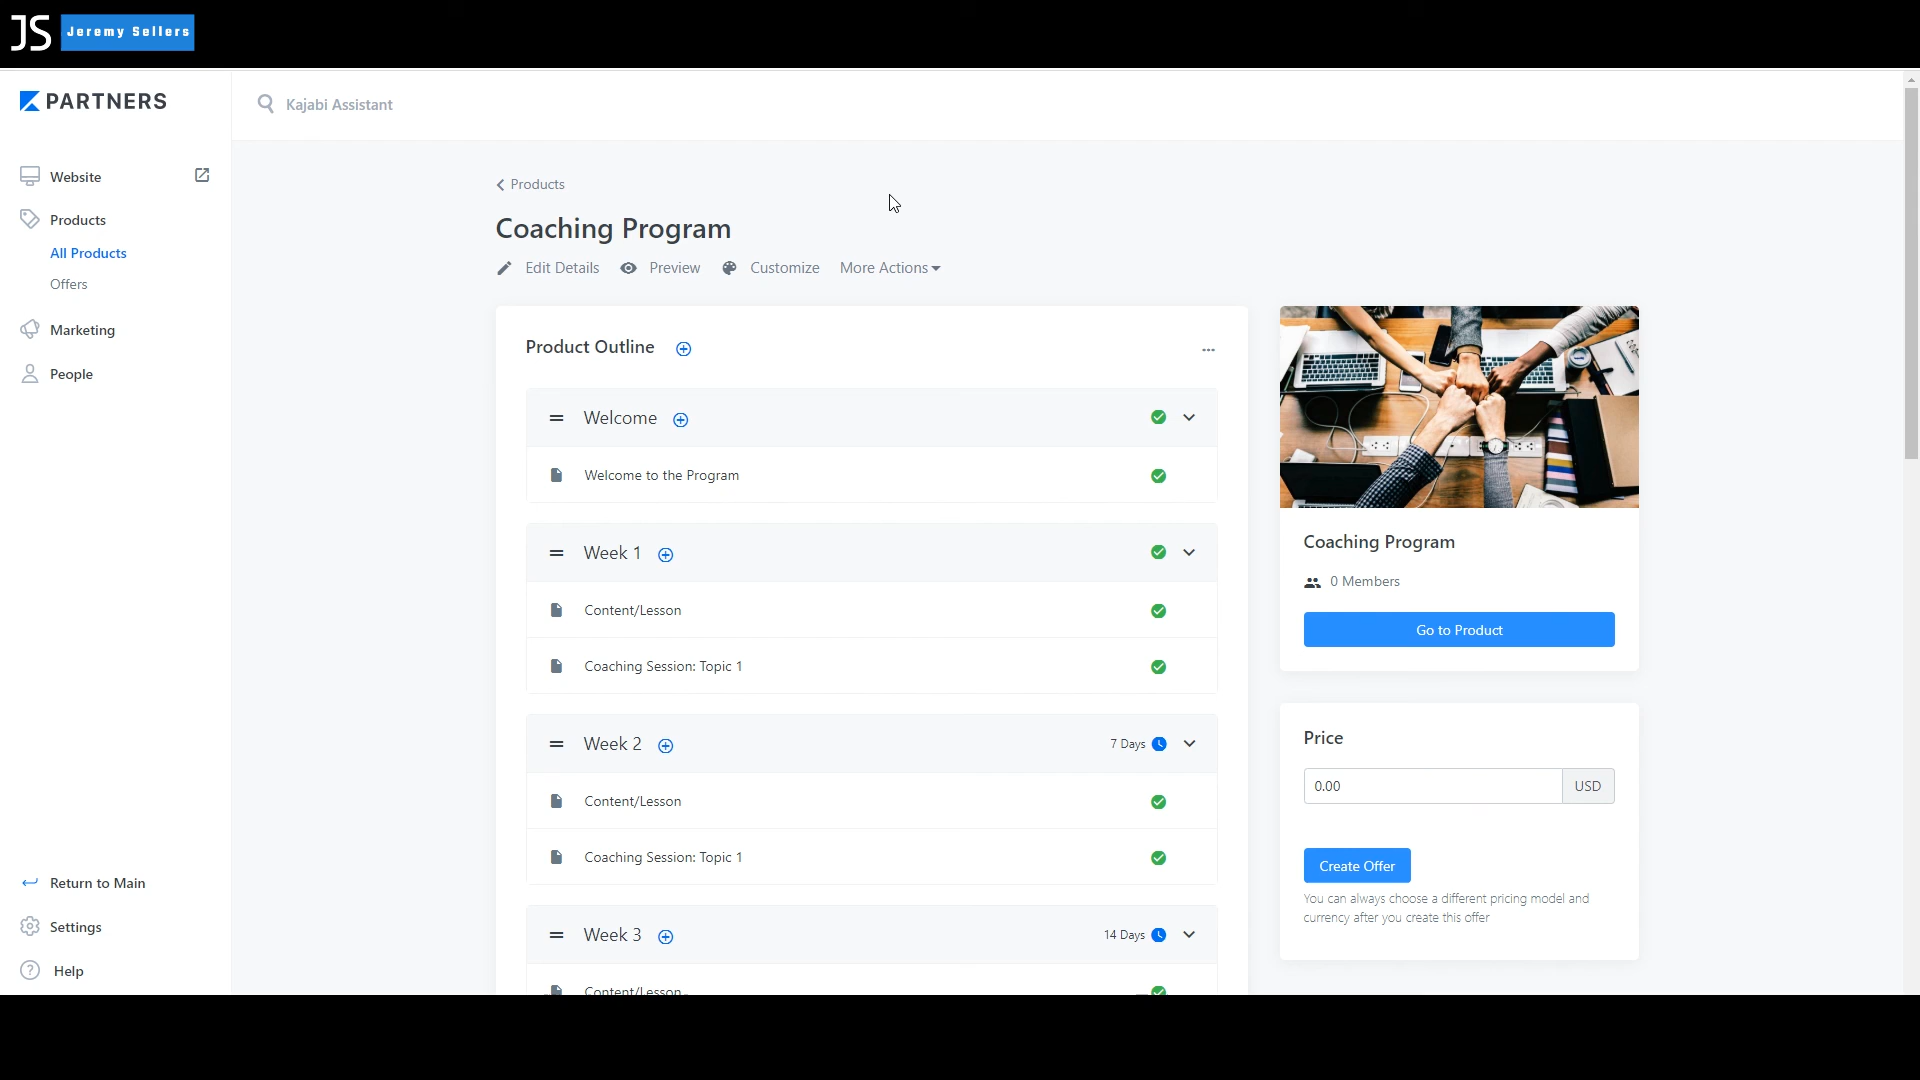 JS Jeremy Sellers
PARTNERS
Kajabi Assistant
Website
Products
All Products
Offers
Marketing
People
Return to Main
Settings
Help
Products
Coaching Program
Edit Details
Preview
Customize
More Actions
Product Outline
Welcome
Welcome to the Program
Week 1
Content/Lesson
Coaching Session: Topic 1
Week 2
7 Days
Content/Lesson
Coaching Session: Topic 1
Week 3
14 Days
Content/Lesson
Coaching Program
0 Members
Go to Product
Price
0.00
USD
Create Offer
You can always choose a different pricing model and
currency after you create this offer